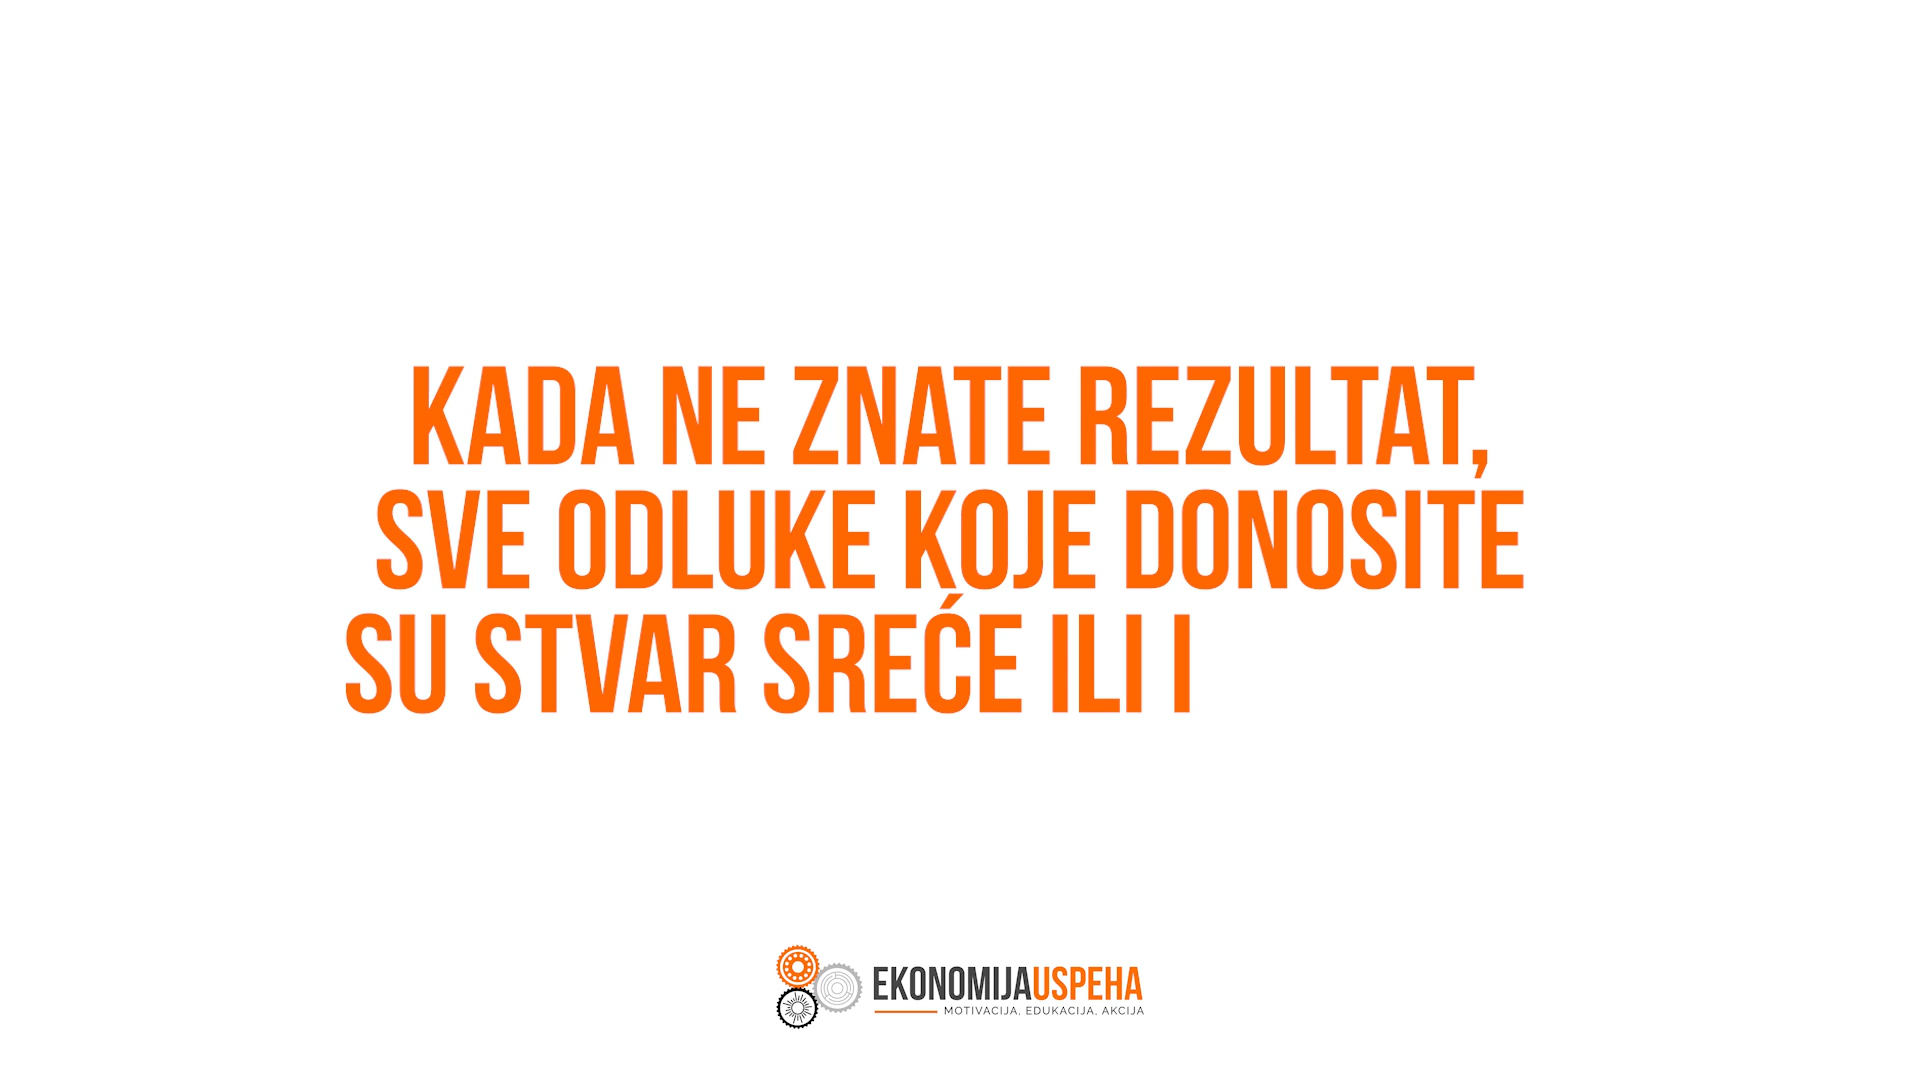 KADA NE ZNATE REZULTAT,
SVE ODLUKE KOJE DONOSITE
SU STVAR SREĆE ILI I
EKONOMIJAUSPEHA
MOTIVACIJA, EDUKACIJA, AKCIJA